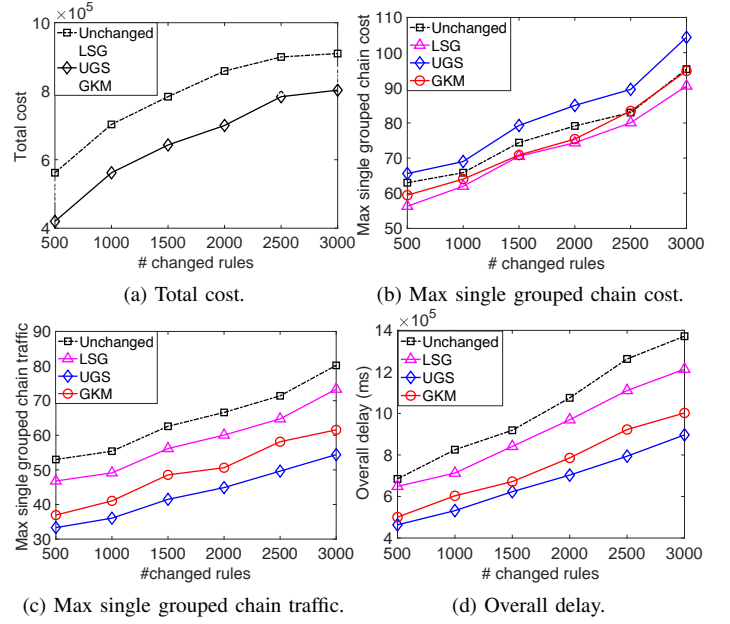 ×10^5
10
8
6
4
Total cost
Unchanged
LSG
UGS
GKM
500 1000 1500 2000 2500 3000
# changed rules
(a) Total cost.
110
100
90
80
70
60
50
Max single grouped chain cost
Unchanged
LSG
UGS
GKM
500 1000 1500 2000 2500 3000
# changed rules
(b) Max single grouped chain cost.
90
80
70
60
50
40
30
Max single grouped chain traffic
Unchanged
LSG
UGS
GKM
500 1000 1500 2000 2500 3000
#changed rules
(c) Max single grouped chain traffic.
×10^5
14
12
10
8
6
4
Overall delay (ms)
Unchanged
LSG
UGS
GKM
500 1000 1500 2000 2500 3000
# changed rules
(d) Overall delay.